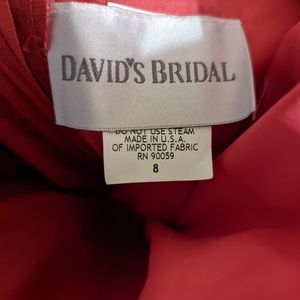 DAVID'S BRIDAL
DO NOT USE STEAM
MADE IN U.S.A.
OF IMPORTED FABRIC
RN 90059
8